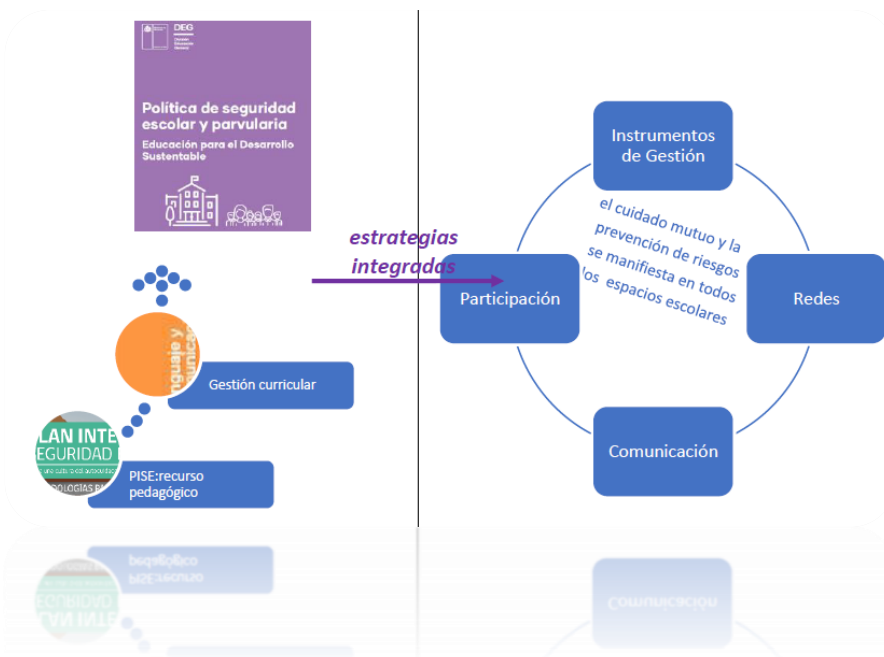 DEG
Política de seguridad
escolar y parvularia
Educación para el Desarrollo
Sustentable
estrategias
integradas
nguaje y
municac
Gestión curricular
LAN INTE
EGURIDAD
PISE:recurso
pedagógico
Instrumentos
de Gestión
el cuidado mutuo y la
prevención de riesgos
se manifiesta en todos
los espacios escolares
Participación
Redes
Comunicación